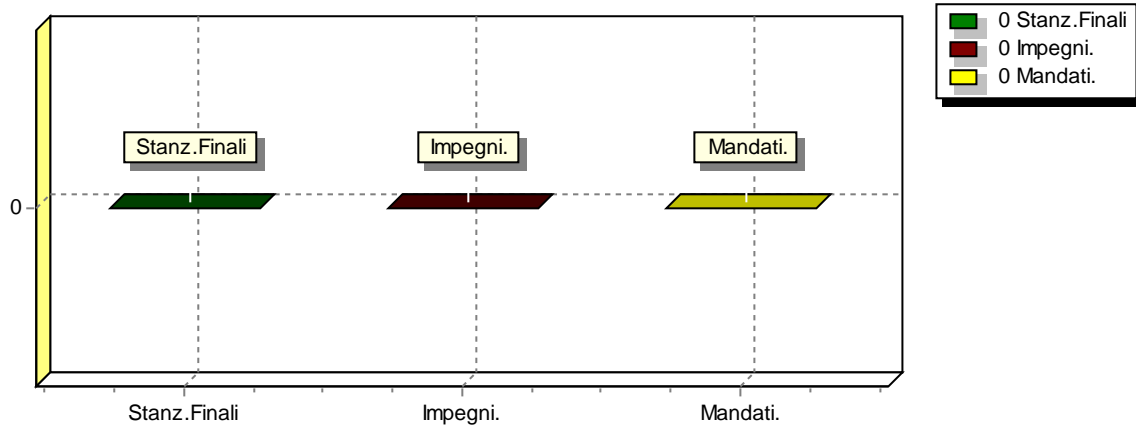 0 Stanz.Finali
0 Impegni.
0 Mandati.
Stanz.Finali
Impegni.
Mandati.
0
Stanz.Finali
Impegni.
Mandati.